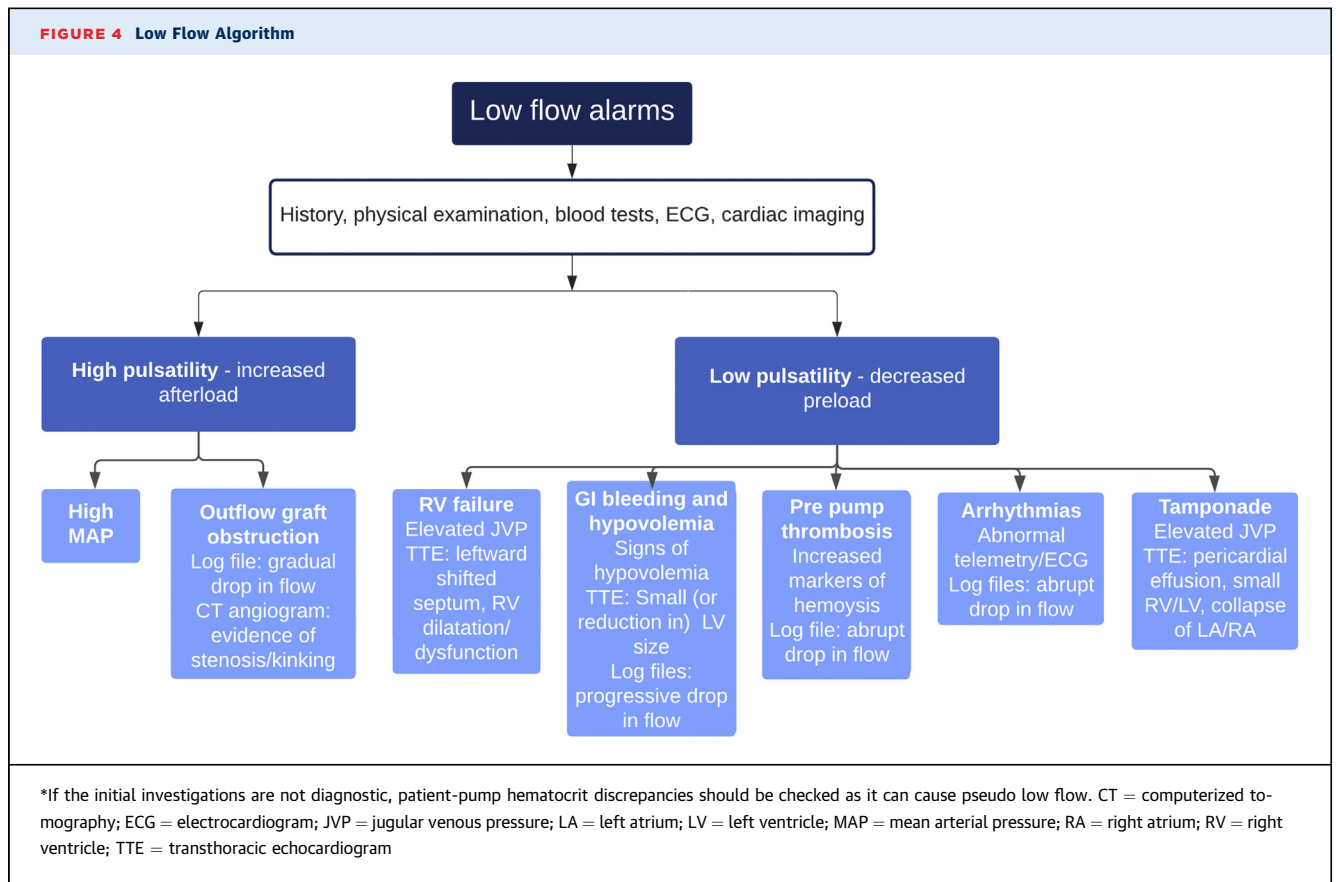 FIGURE 4 Low Flow Algorithm
Low flow alarms
History, physical examination, blood tests, ECG, cardiac imaging
High pulsatility - increased
afterload
Low pulsatility - decreased
preload
High
MAP
Outflow graft
obstruction
Log file: gradual
drop in flow
CT angiogram:
evidence of
stenosis/kinking
RV failure
Elevated JVP
TTE: leftward
shifted
septum, RV
dilatation/
dysfunction
GI bleeding and
hypovolemia
Signs of
hypovolemia
TTE: Small (or
reduction in) LV
size
Log files:
progressive drop
in flow
Pre pump
thrombosis
Increased
markers of
hemoysis
Log file: abrupt
drop in flow
Arrhythmias
Abnormal
telemetry/ECG
Log files: abrupt
drop in flow
Tamponade
Elevated JVP
TTE: pericardial
effusion, small
RV/LV, collapse
of LA/RA
*If the initial investigations are not diagnostic, patient-pump hematocrit discrepancies should be checked as it can cause pseudo low flow. CT = computerized to-
mography; ECG = electrocardiogram; JVP = jugular venous pressure; LA = left atrium; LV = left ventricle; MAP = mean arterial pressure; RA = right atrium; RV = right
ventricle; TTE = transthoracic echocardiogram